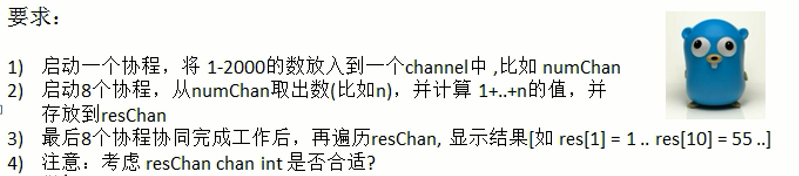 要求：
1) 启动一个协程，将 1-2000的数放入到一个channel中 ,比如 numChan
2) 启动8个协程，从numChan取出数(比如n)，并计算 1+..+n的值，并
存放到resChan
3) 最后8个协程协同完成工作后，再遍历resChan, 显示结果[如 res[1] = 1 .. res[10] = 55 ..]
4) 注意：考虑 resChan chan int 是否合适?